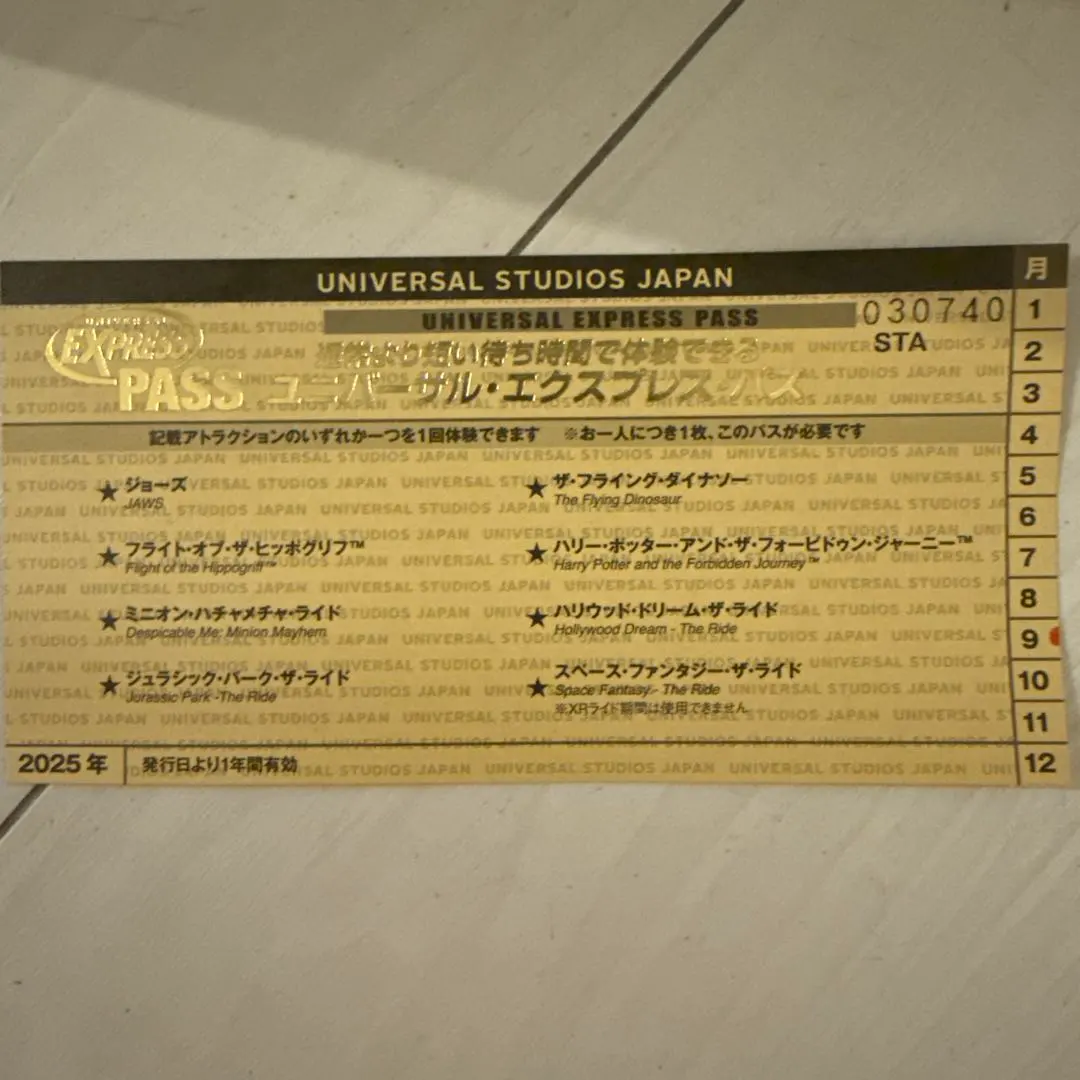 UNIVERSAL STUDIOS JAPAN
月
UNIVERSAL EXPRESS PASS
030740
STA
UNIVERSAL
EXPRESS
PASS
通常より短い待ち時間で体験できる
ユニバーサル・エクスプレス・パス
記載アトラクションのいずれか一つを1回体験できます ※お一人につき1枚、このパスが必要です
★ ジョーズ
JAWS
★ ザ・フライング・ダイナソー
The Flying Dinosaur
★ フライト・オブ・ザ・ヒッポグリフ™
Flight of the Hippogriff™
★ ハリー・ポッター・アンド・ザ・フォービドゥン・ジャーニー™
Harry Potter and the Forbidden Journey™
★ ミニオン・ハチャメチャ・ライド
Despicable Me: Minion Mayhem
★ ハリウッド・ドリーム・ザ・ライド
Hollywood Dream - The Ride
★ ジュラシック・パーク・ザ・ライド
Jurassic Park -The Ride
★ スペース・ファンタジー・ザ・ライド
Space Fantasy - The Ride
※XRライド期間は使用できません
2025年
発行日より1年間有効
1
2
3
4
5
6
7
8
9
10
11
12